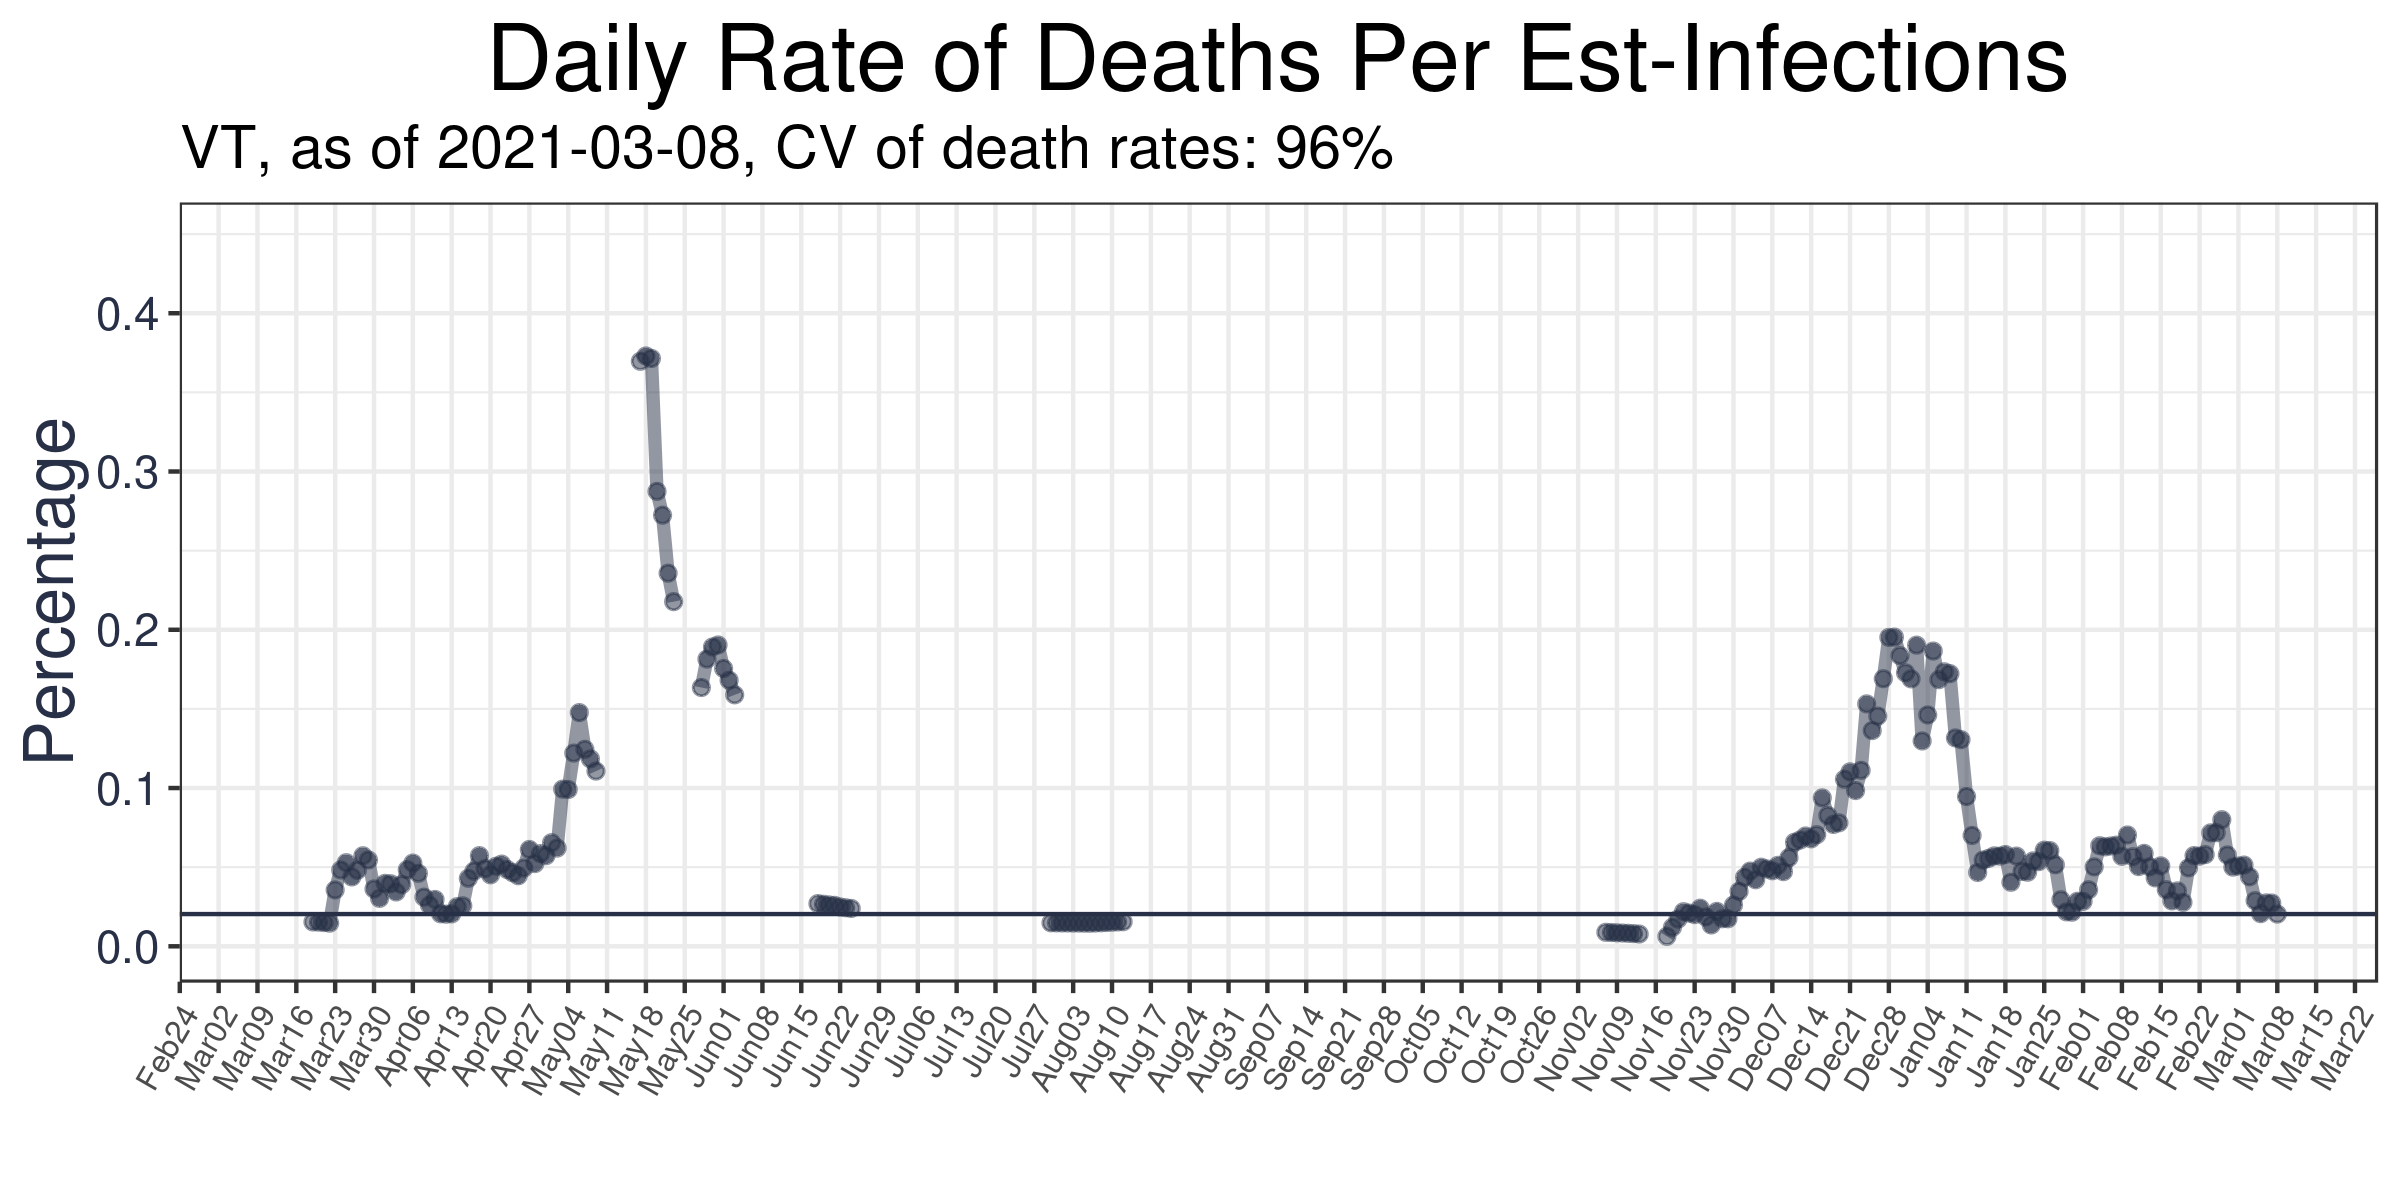 Daily Rate of Deaths Per Est-Infections
VT, as of 2021-03-08, CV of death rates: 96%
Percentage
0.4
0.3
0.2
0.1
0.0
Feb24 Mar02 Mar09 Mar16 Mar23 Mar30 Apr06 Apr13 Apr20 Apr27 May04 May11 May18 May25 Jun01 Jun08 Jun15 Jun22 Jun29 Jul06 Jul13 Jul20 Jul27 Aug03 Aug10 Aug17 Aug24 Aug31 Sep07 Sep14 Sep21 Sep28 Oct05 Oct12 Oct19 Oct26 Nov02 Nov09 Nov16 Nov23 Nov30 Dec07 Dec14 Dec21 Dec28 Jan04 Jan11 Jan18 Jan25 Feb01 Feb08 Feb15 Feb22 Mar01 Mar08 Mar15 Mar22